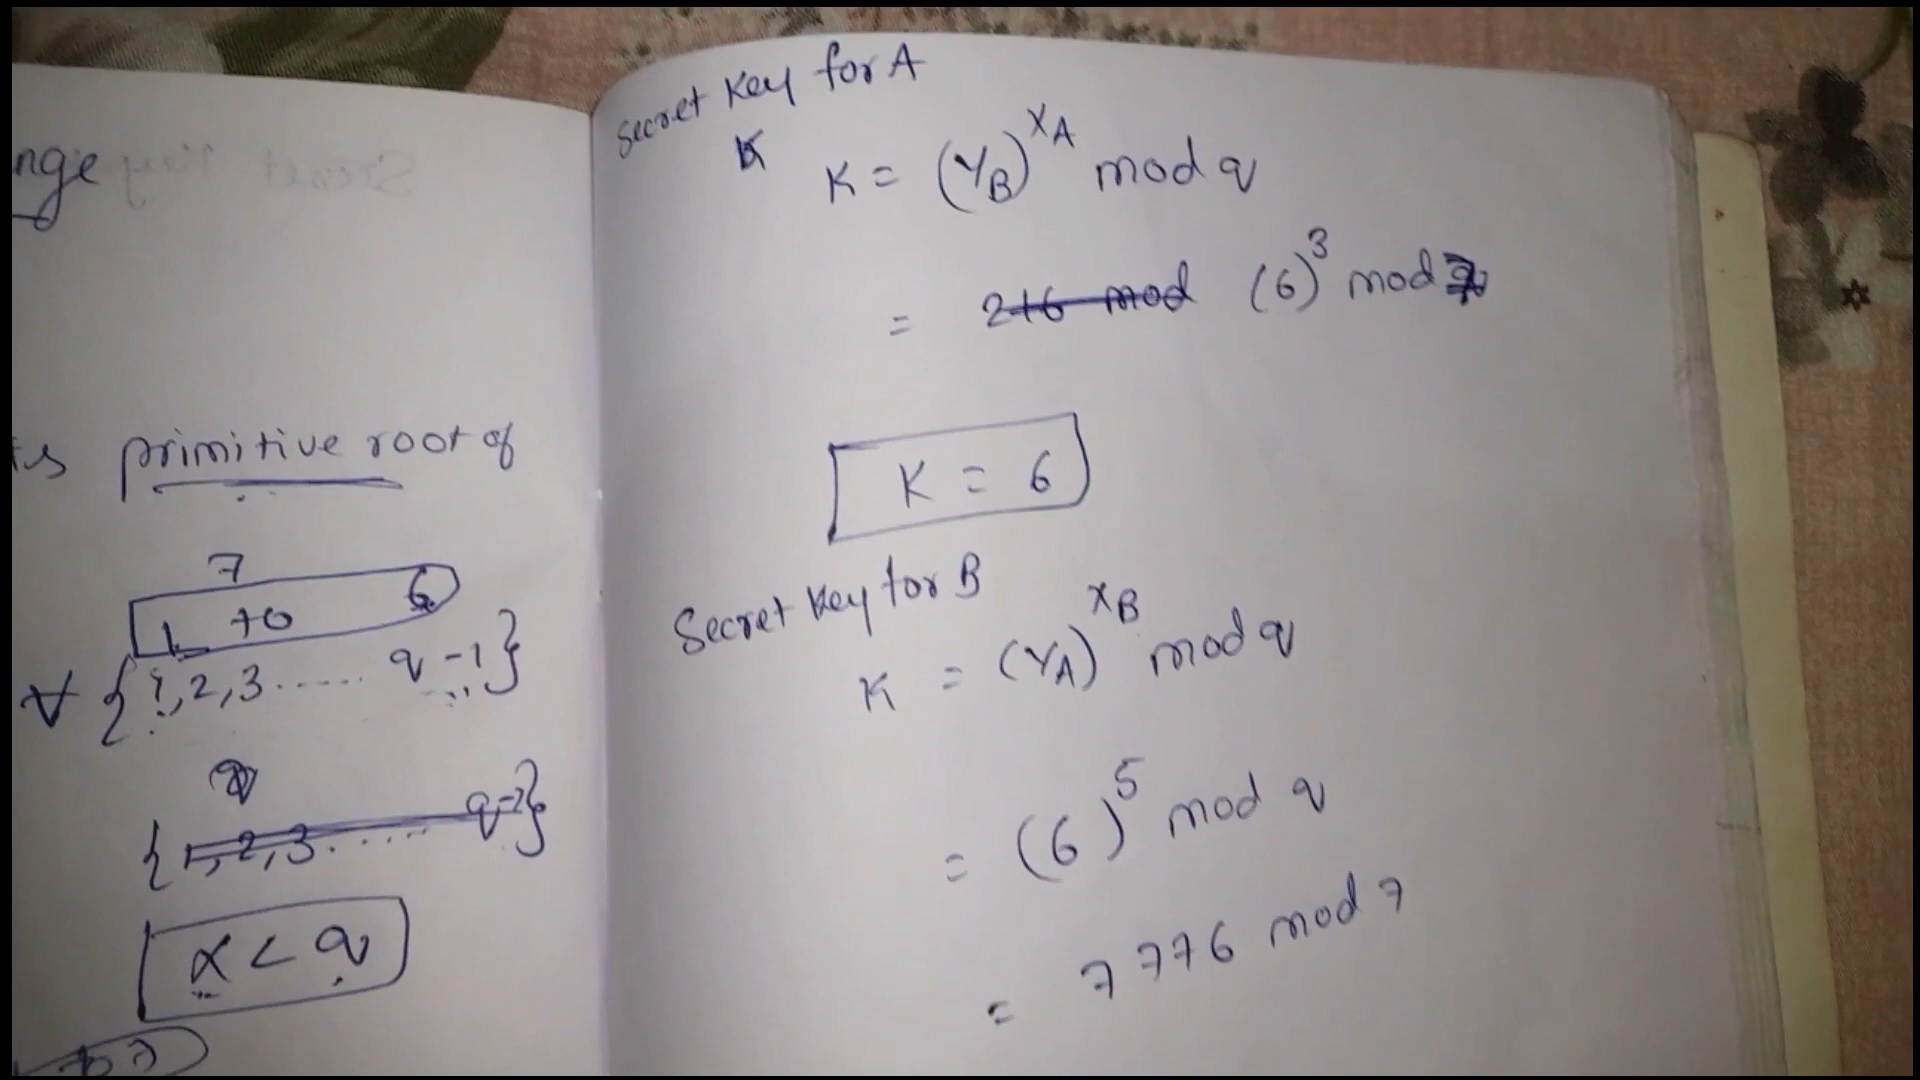 nge
ts primitive root of
7
1 to 6
∀ {1,2,3...... q-1}
{1,2,3..... q-1}
α < q
Secret Key for A
K K = (YB)^XA mod q
= 216 mod (6)^3 mod 7
K = 6
Secret Key for B
K = (YA)^XB mod q
= (6)^5 mod q
= 7776 mod 7